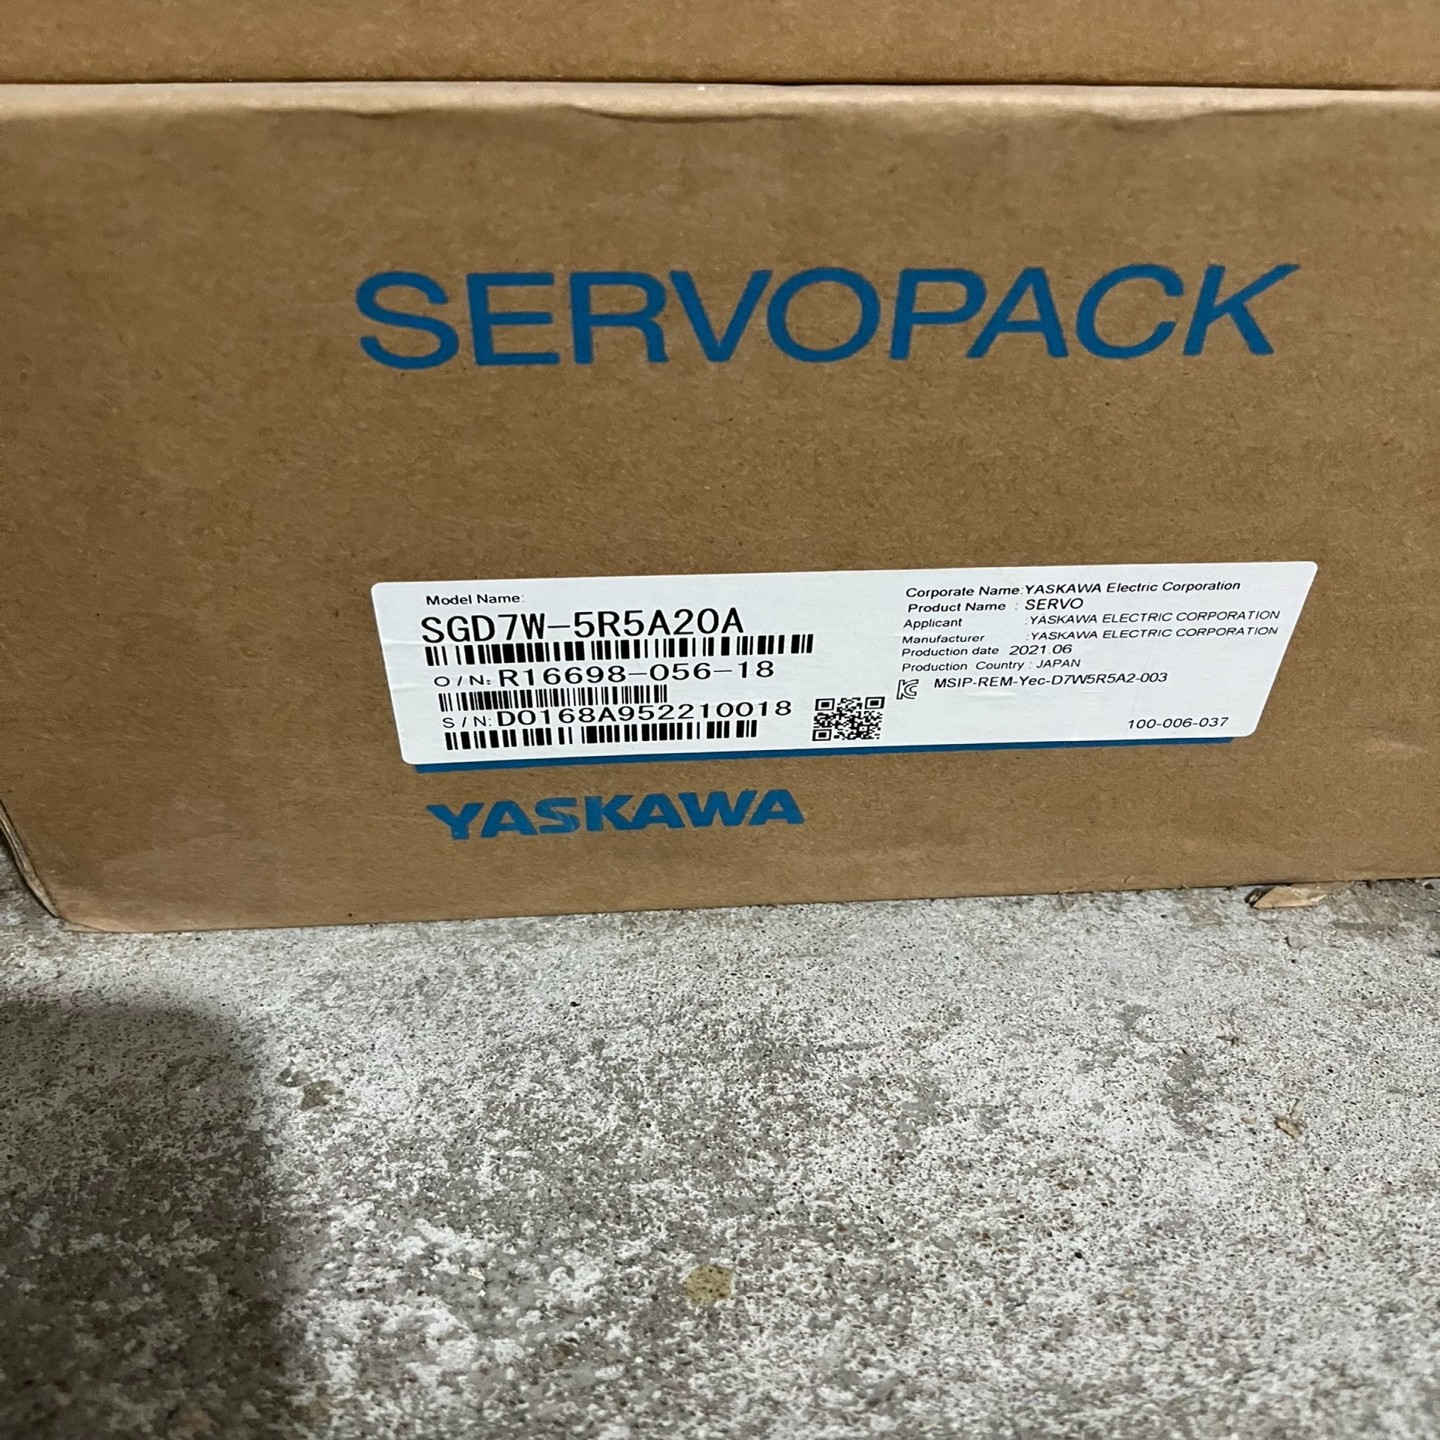 SERVOPACK
Model Name:
SGD7W-5R5A20A
O/N: R16698-056-18
S/N: D0168A952210018
Corporate Name: YASKAWA Electric Corporation
Product Name : SERVO
Applicant : YASKAWA ELECTRIC CORPORATION
Manufacturer : YASKAWA ELECTRIC CORPORATION
Production date 2021.06
Production Country : JAPAN
MSIP-REM-Yec-D7W5R5A2-003
100-006-037
YASKAWA